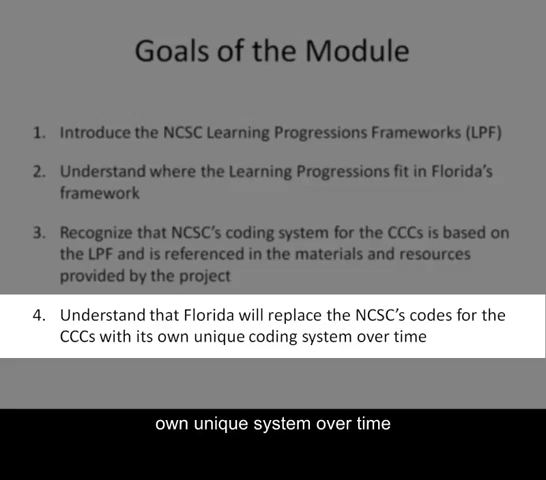 Goals of the Module
1. Introduce the NCSC Learning Progressions Frameworks (LPF)
2. Understand where the Learning Progressions fit in Florida's
framework
3. Recognize that NCSC's coding system for the CCCs is based on
the LPF and is referenced in the materials and resources
provided by the project
4. Understand that Florida will replace the NCSC's codes for the
CCCs with its own unique coding system over time
own unique system over time